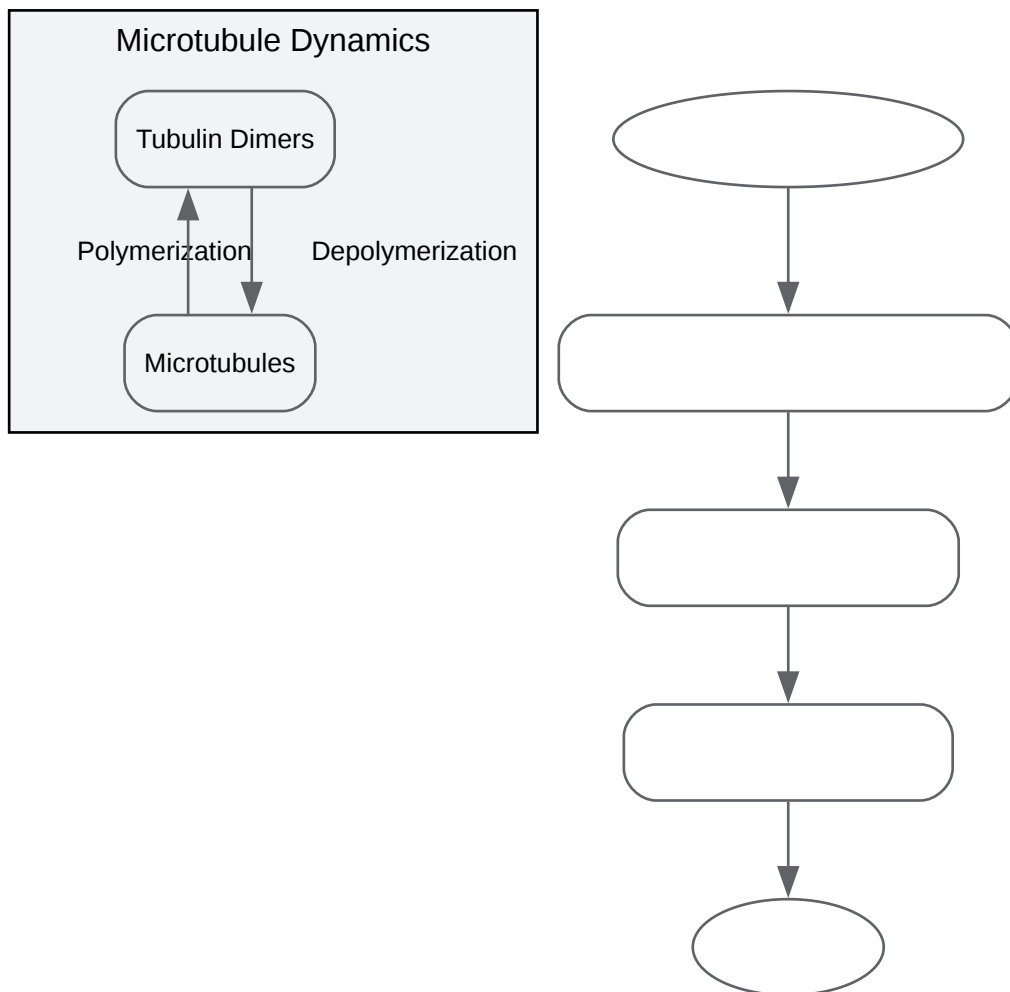 Microtubule Dynamics
Tubulin Dimers
Polymerization
Depolymerization
Microtubules